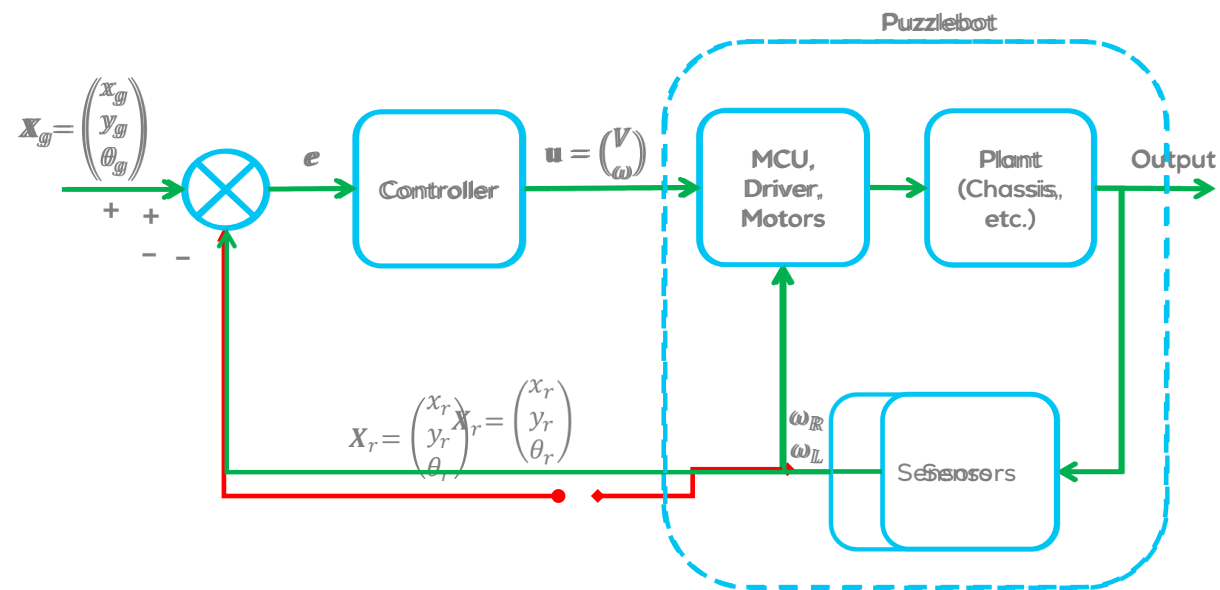 Puzzlebot
X_g = (x_g
y_g
θ_g)
e
u = (V
ω)
+ +
− −
Controller
MCU,
Driver,
Motors
Plant
(Chassis,
etc.)
Output
X_r = (x_r
y_r
θ_r)
X_r = (x_r
y_r
θ_r)
ω_R
ω_L
Sensors
Sensors